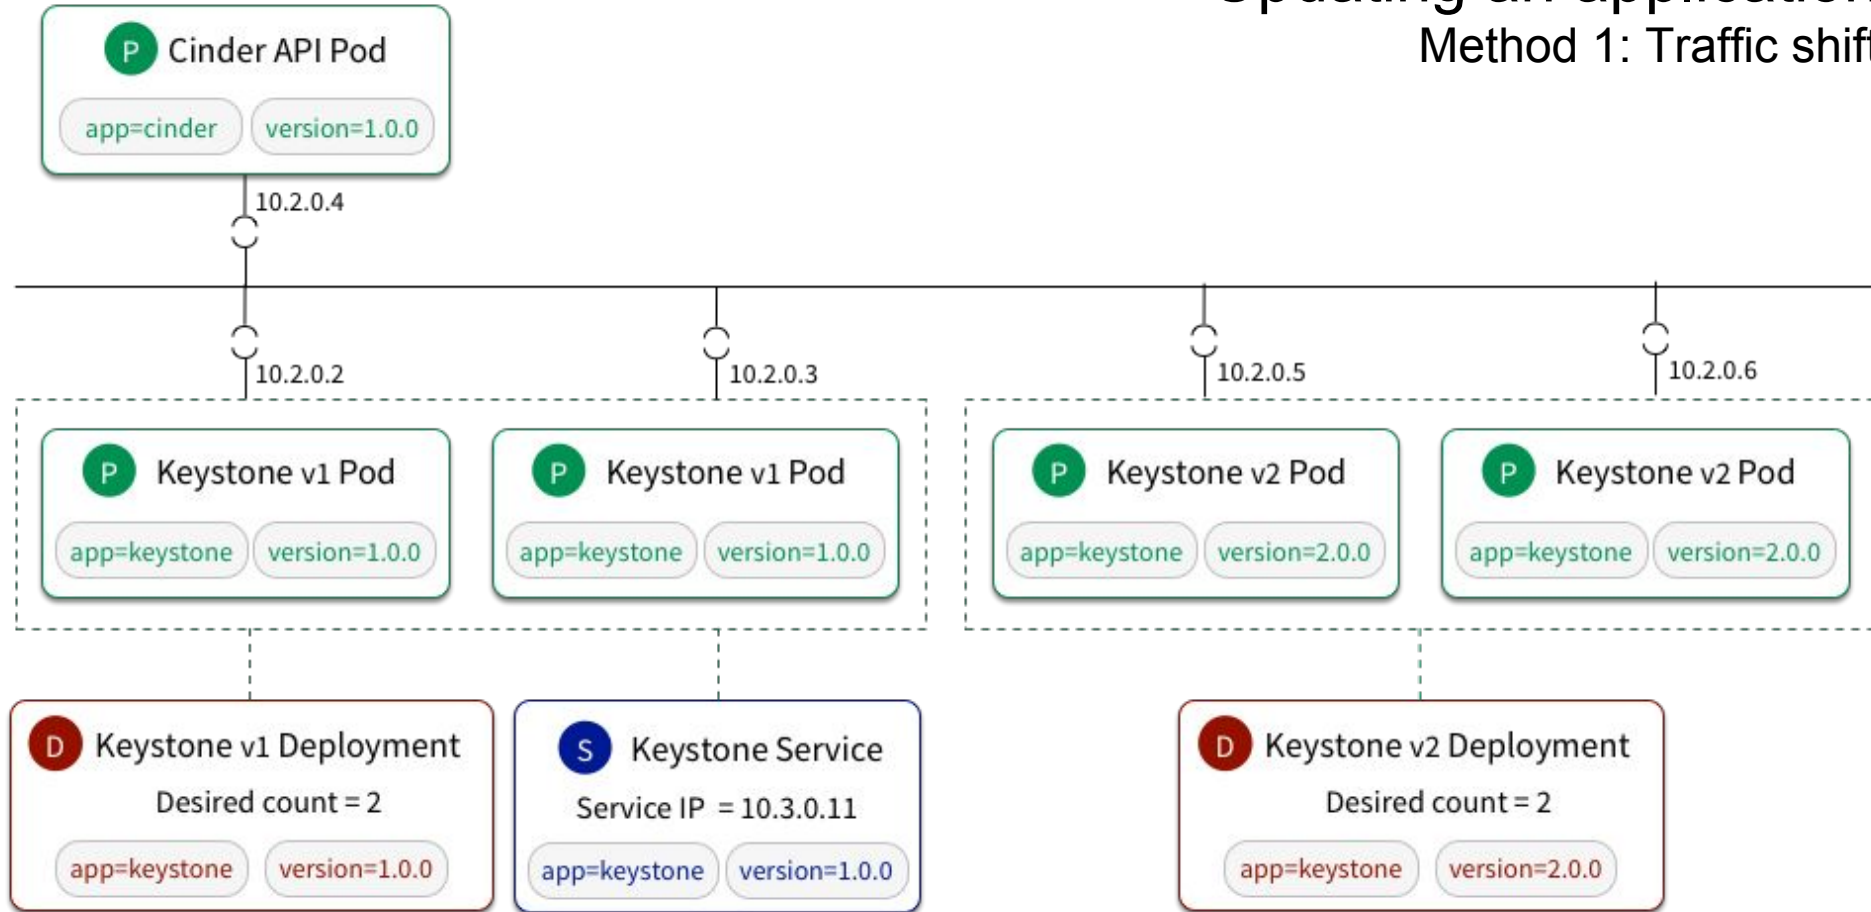 Updating an application
Method 1: Traffic shift
P Cinder API Pod
app=cinder version=1.0.0
10.2.0.4
10.2.0.2 10.2.0.3 10.2.0.5 10.2.0.6
P Keystone v1 Pod
app=keystone version=1.0.0
P Keystone v1 Pod
app=keystone version=1.0.0
P Keystone v2 Pod
app=keystone version=2.0.0
P Keystone v2 Pod
app=keystone version=2.0.0
D Keystone v1 Deployment
Desired count = 2
app=keystone version=1.0.0
S Keystone Service
Service IP = 10.3.0.11
app=keystone version=1.0.0
D Keystone v2 Deployment
Desired count = 2
app=keystone version=2.0.0